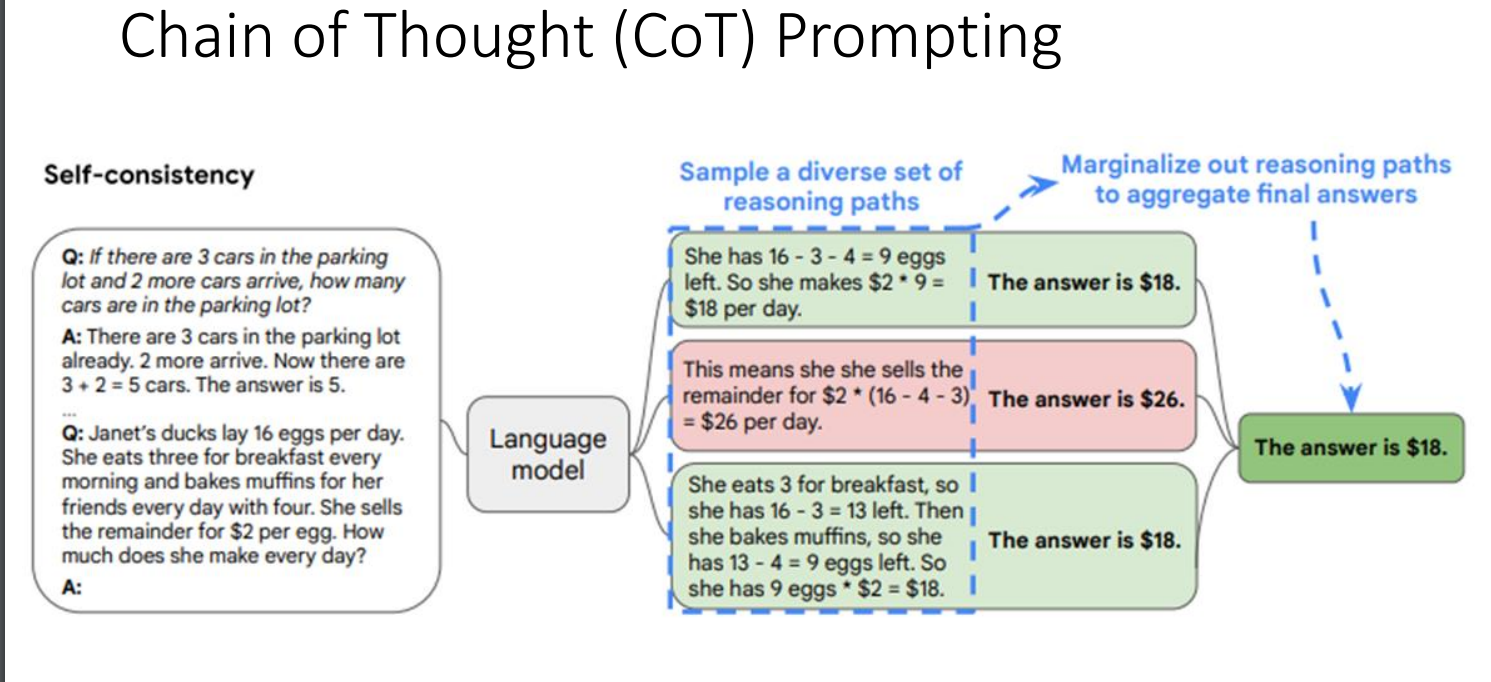 Chain of Thought (CoT) Prompting
Self-consistency
Q: If there are 3 cars in the parking
lot and 2 more cars arrive, how many
cars are in the parking lot?
A: There are 3 cars in the parking lot
already. 2 more arrive. Now there are
3 + 2 = 5 cars. The answer is 5.
...
Q: Janet's ducks lay 16 eggs per day.
She eats three for breakfast every
morning and bakes muffins for her
friends every day with four. She sells
the remainder for $2 per egg. How
much does she make every day?
A:
Language
model
Sample a diverse set of
reasoning paths
She has 16 - 3 - 4 = 9 eggs
left. So she makes $2 * 9 =
$18 per day.
The answer is $18.
This means she she sells the
remainder for $2 * (16 - 4 - 3)
= $26 per day.
The answer is $26.
She eats 3 for breakfast, so
she has 16 - 3 = 13 left. Then
she bakes muffins, so she
has 13 - 4 = 9 eggs left. So
she has 9 eggs * $2 = $18.
The answer is $18.
Marginalize out reasoning paths
to aggregate final answers
The answer is $18.